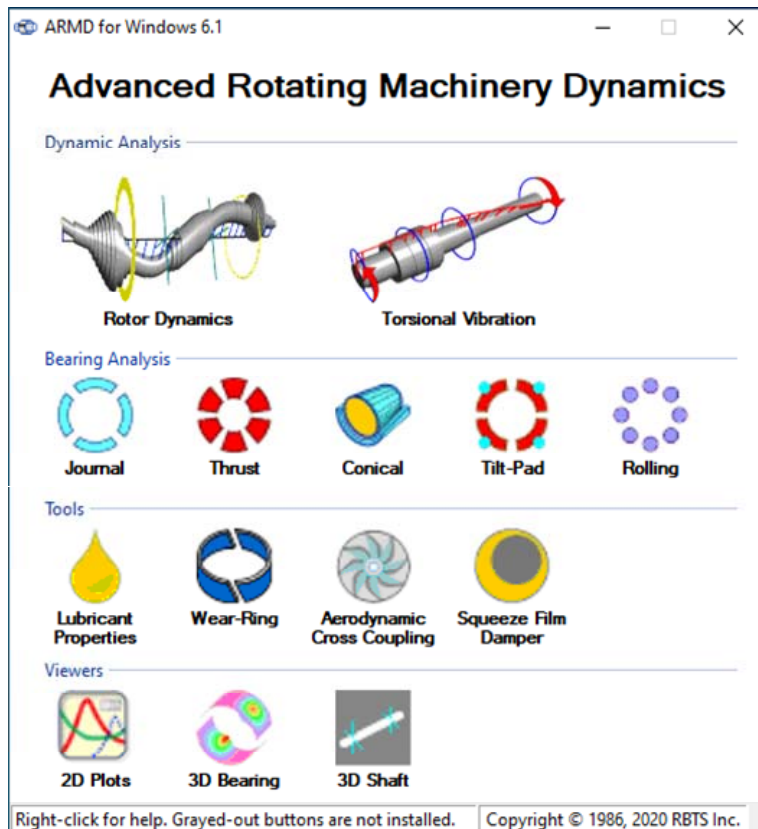 ARMD for Windows 6.1
Advanced Rotating Machinery Dynamics
Dynamic Analysis
Rotor Dynamics
Torsional Vibration
Bearing Analysis
Journal
Thrust
Conical
Tilt-Pad
Rolling
Tools
Lubricant
Properties
Wear-Ring
Aerodynamic
Cross Coupling
Squeeze Film
Damper
Viewers
2D Plots
3D Bearing
3D Shaft
Right-click for help. Grayed-out buttons are not installed.
Copyright © 1986, 2020 RBTS Inc.